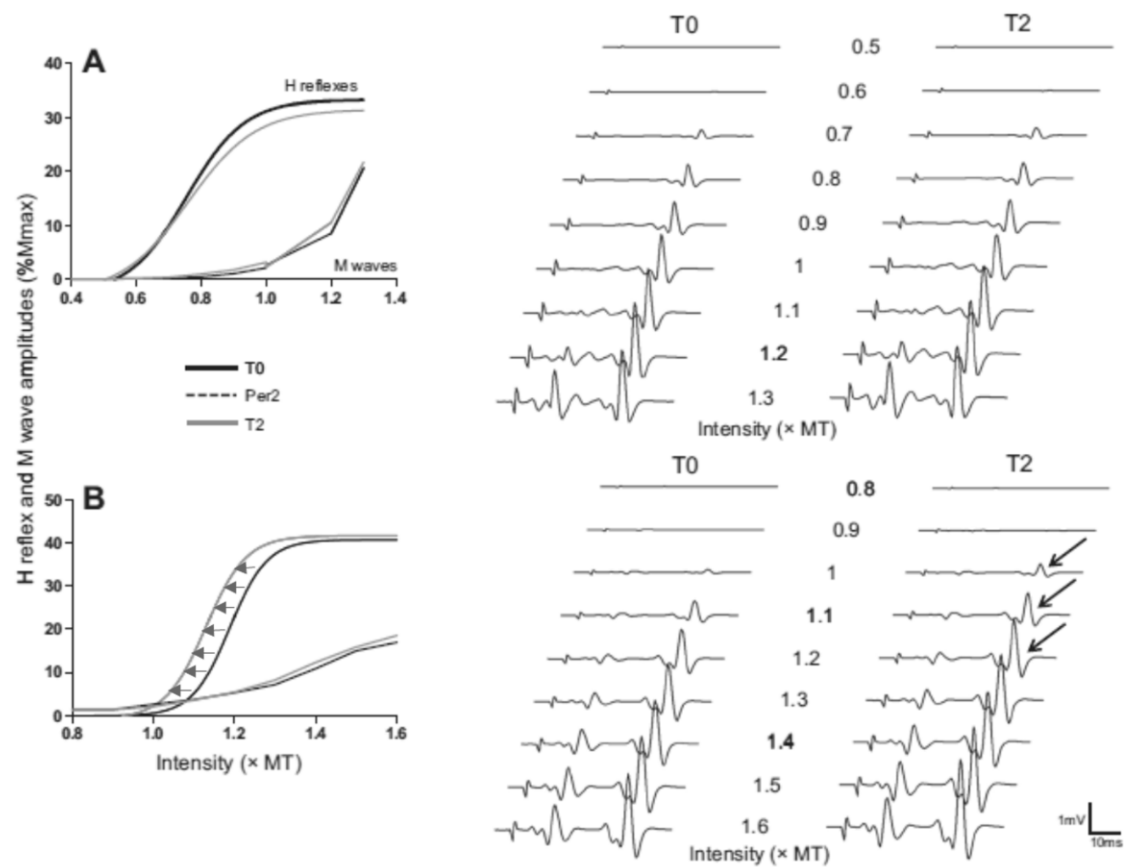 A
T0
T2
H reflex and M wave amplitudes (%Mmax)
40
30
20
10
0
H reflexes
M waves
0.4
0.6
0.8
1.0
1.2
1.4
T0
Per2
T2
0.5
0.6
0.7
0.8
0.9
1
1.1
1.2
1.3
Intensity (× MT)
B
T0
T2
50
40
30
20
10
0
0.8
1.0
1.2
1.4
1.6
Intensity (× MT)
0.8
0.9
1
1.1
1.2
1.3
1.4
1.5
1.6
Intensity (× MT)
1mV
10ms